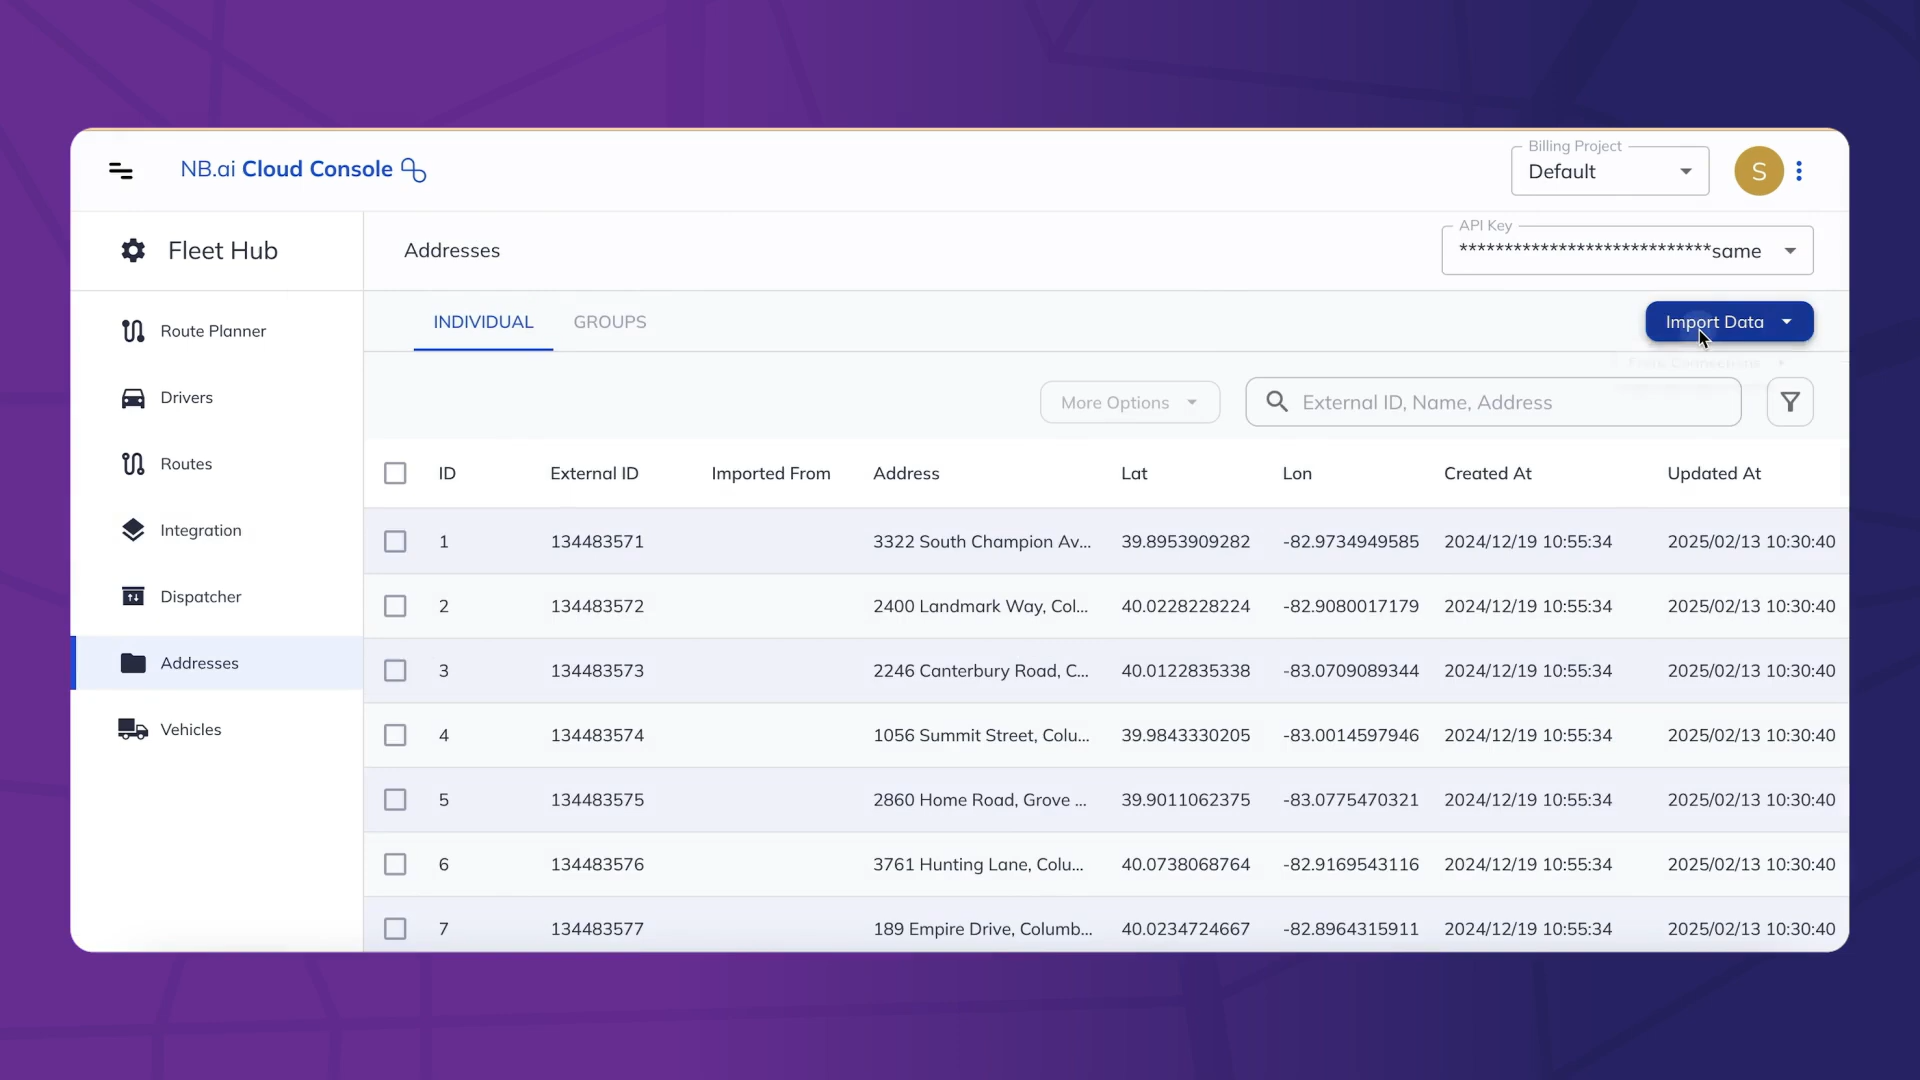 NB.ai Cloud Console
Billing Project
Default
S
Fleet Hub
Addresses
API Key
****************************same
Route Planner
Drivers
Routes
Integration
Dispatcher
Addresses
Vehicles
INDIVIDUAL GROUPS
Import Data
More Options
External ID, Name, Address
ID External ID Imported From Address Lat Lon Created At Updated At
1 134483571 3322 South Champion Av... 39.8953909282 -82.9734949585 2024/12/19 10:55:34 2025/02/13 10:30:40
2 134483572 2400 Landmark Way, Col... 40.0228228224 -82.9080017179 2024/12/19 10:55:34 2025/02/13 10:30:40
3 134483573 2246 Canterbury Road, C... 40.0122835338 -83.0709089344 2024/12/19 10:55:34 2025/02/13 10:30:40
4 134483574 1056 Summit Street, Colu... 39.9843330205 -83.0014597946 2024/12/19 10:55:34 2025/02/13 10:30:40
5 134483575 2860 Home Road, Grove ... 39.9011062375 -83.0775470321 2024/12/19 10:55:34 2025/02/13 10:30:40
6 134483576 3761 Hunting Lane, Colu... 40.0738068764 -82.9169543116 2024/12/19 10:55:34 2025/02/13 10:30:40
7 134483577 189 Empire Drive, Columb... 40.0234724667 -82.8964315911 2024/12/19 10:55:34 2025/02/13 10:30:40